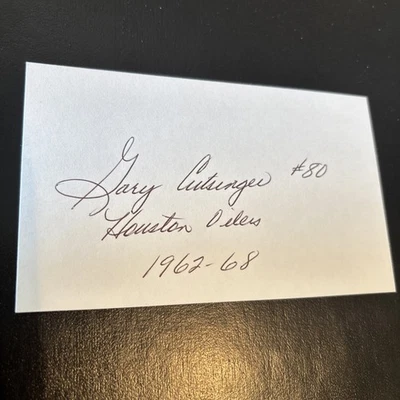 Gary Cutsinger #80
Houston Oilers
1962-68